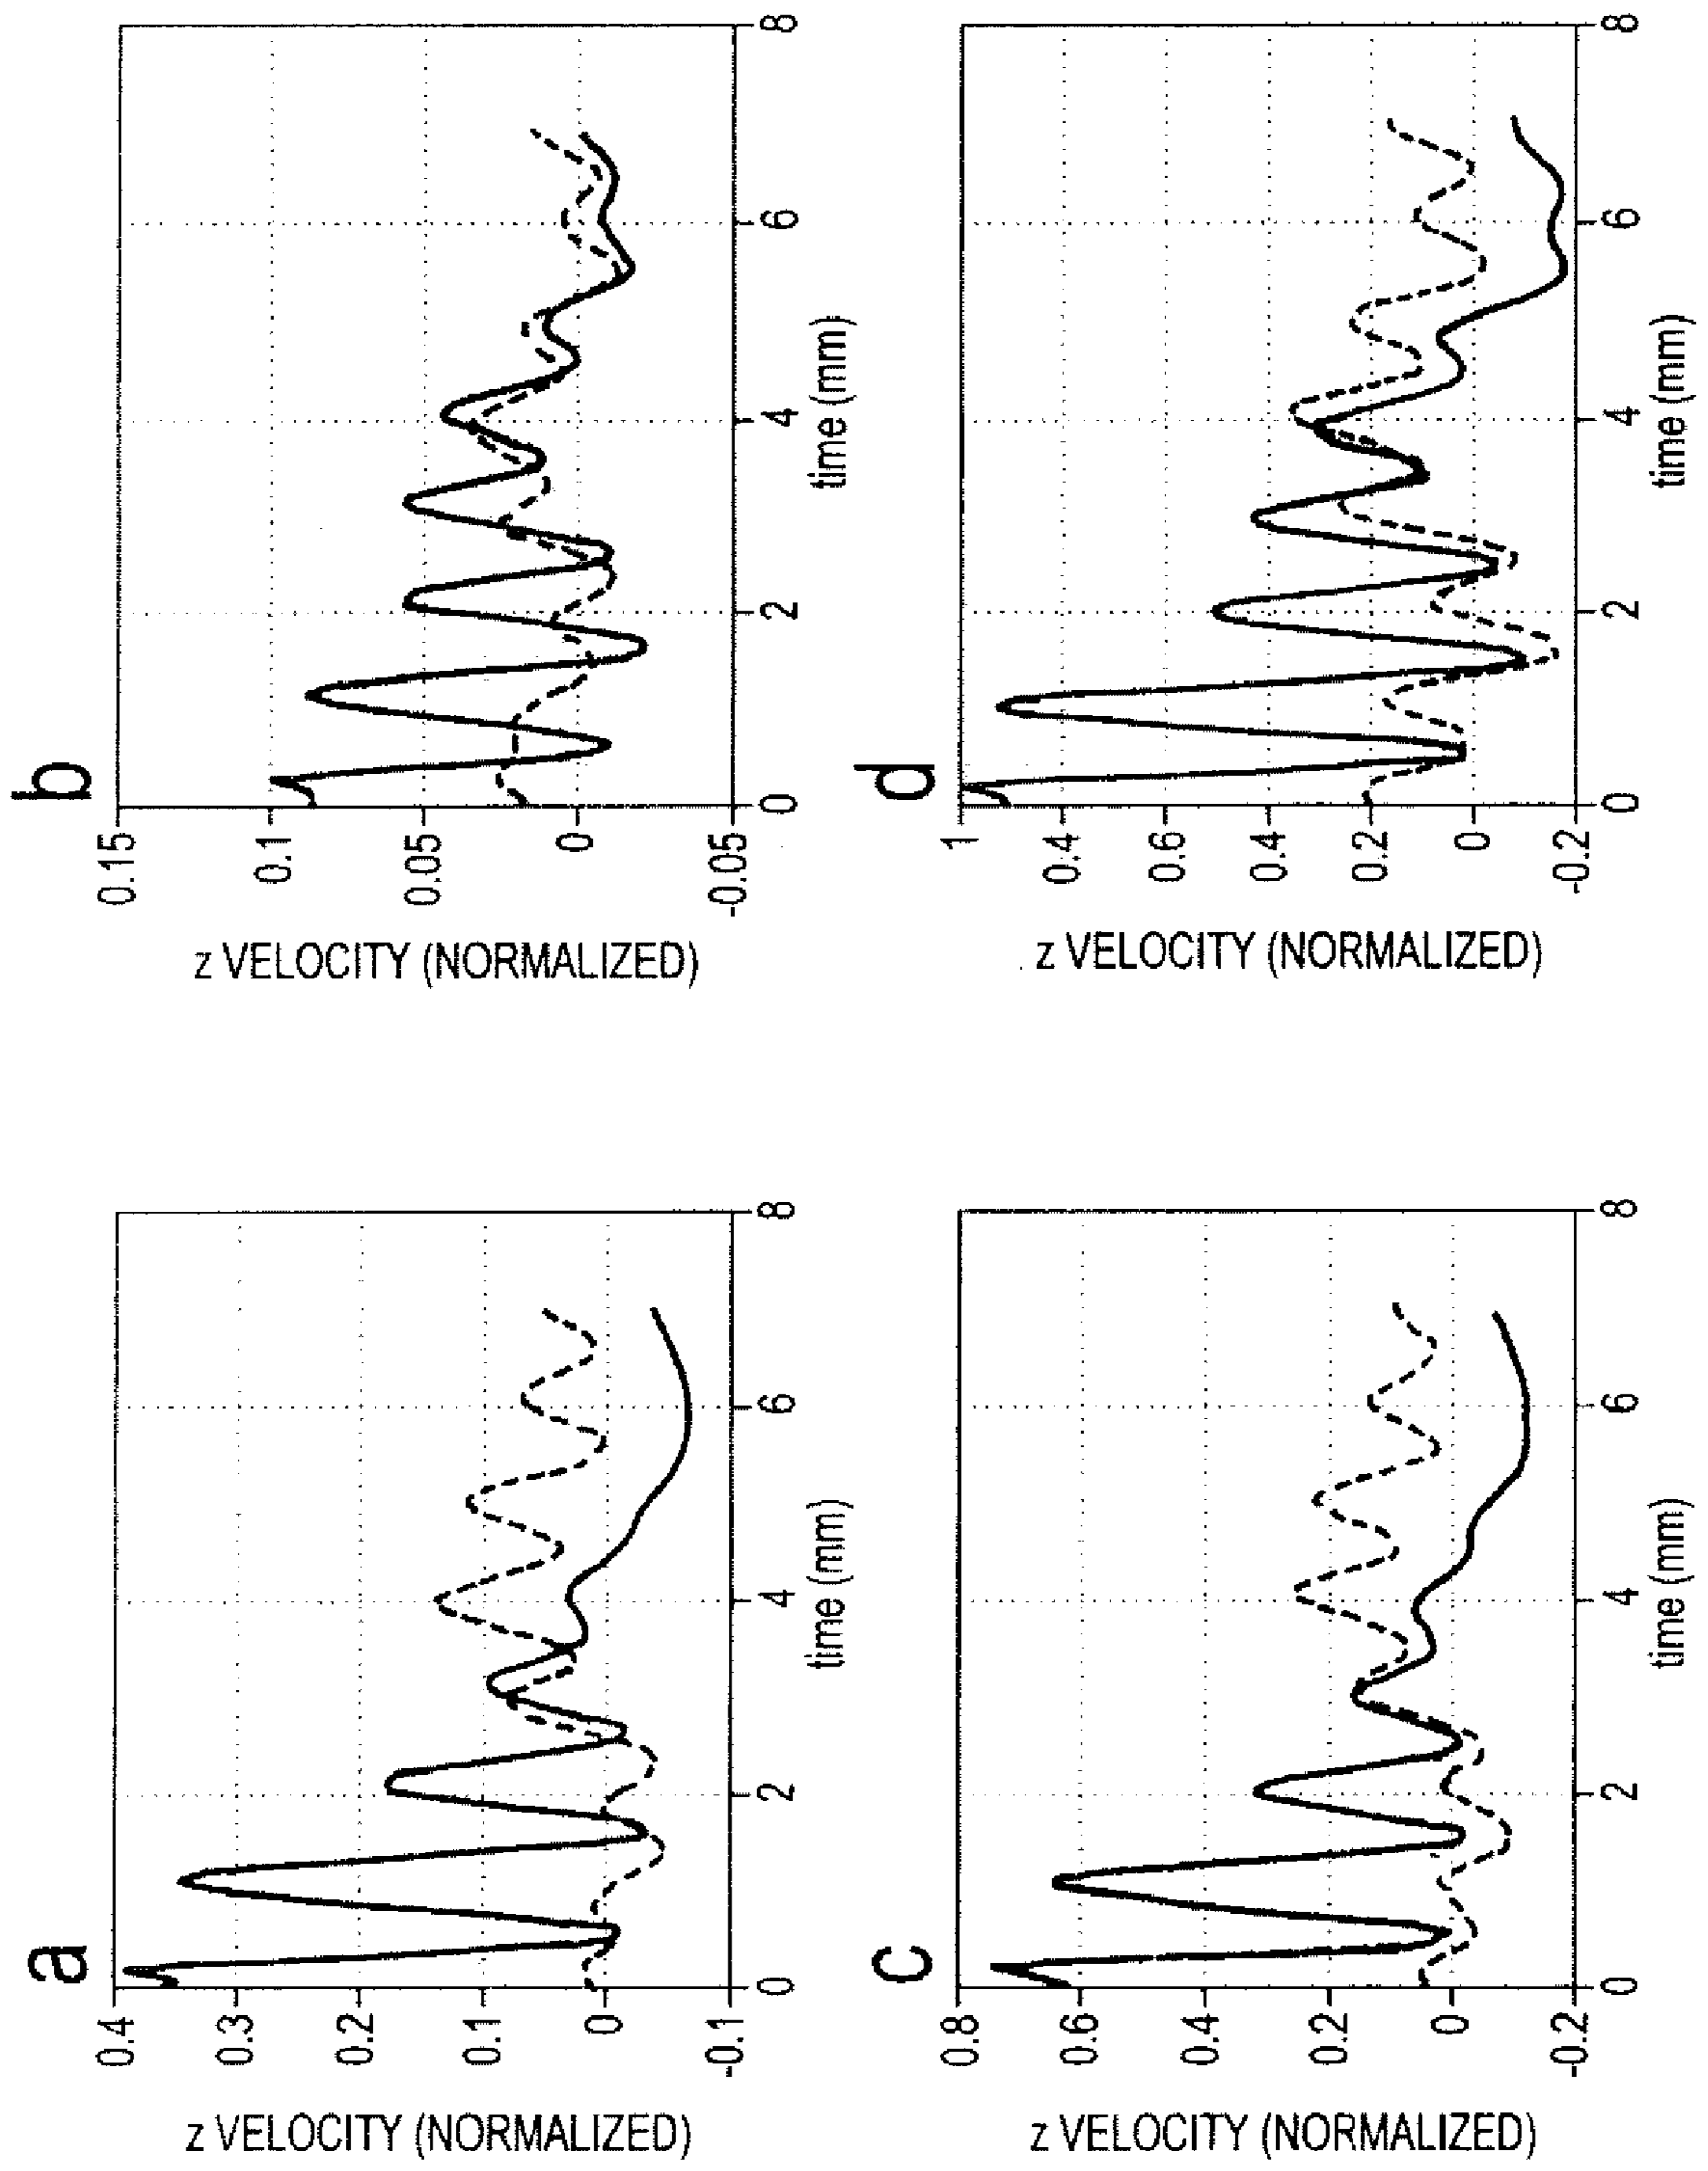 a
z VELOCITY (NORMALIZED)
0.4
0.3
0.2
0.1
0
-0.1
0 2 4 6 8
time (mm)
b
z VELOCITY (NORMALIZED)
0.15
0.1
0.05
0
-0.05
0 2 4 6 8
time (mm)
c
z VELOCITY (NORMALIZED)
0.8
0.6
0.2
0.2
0
-0.2
0 2 4 6 8
time (mm)
d
z VELOCITY (NORMALIZED)
1
0.4
0.6
0.4
0.2
0
-0.2
0 2 4 6 8
time (mm)